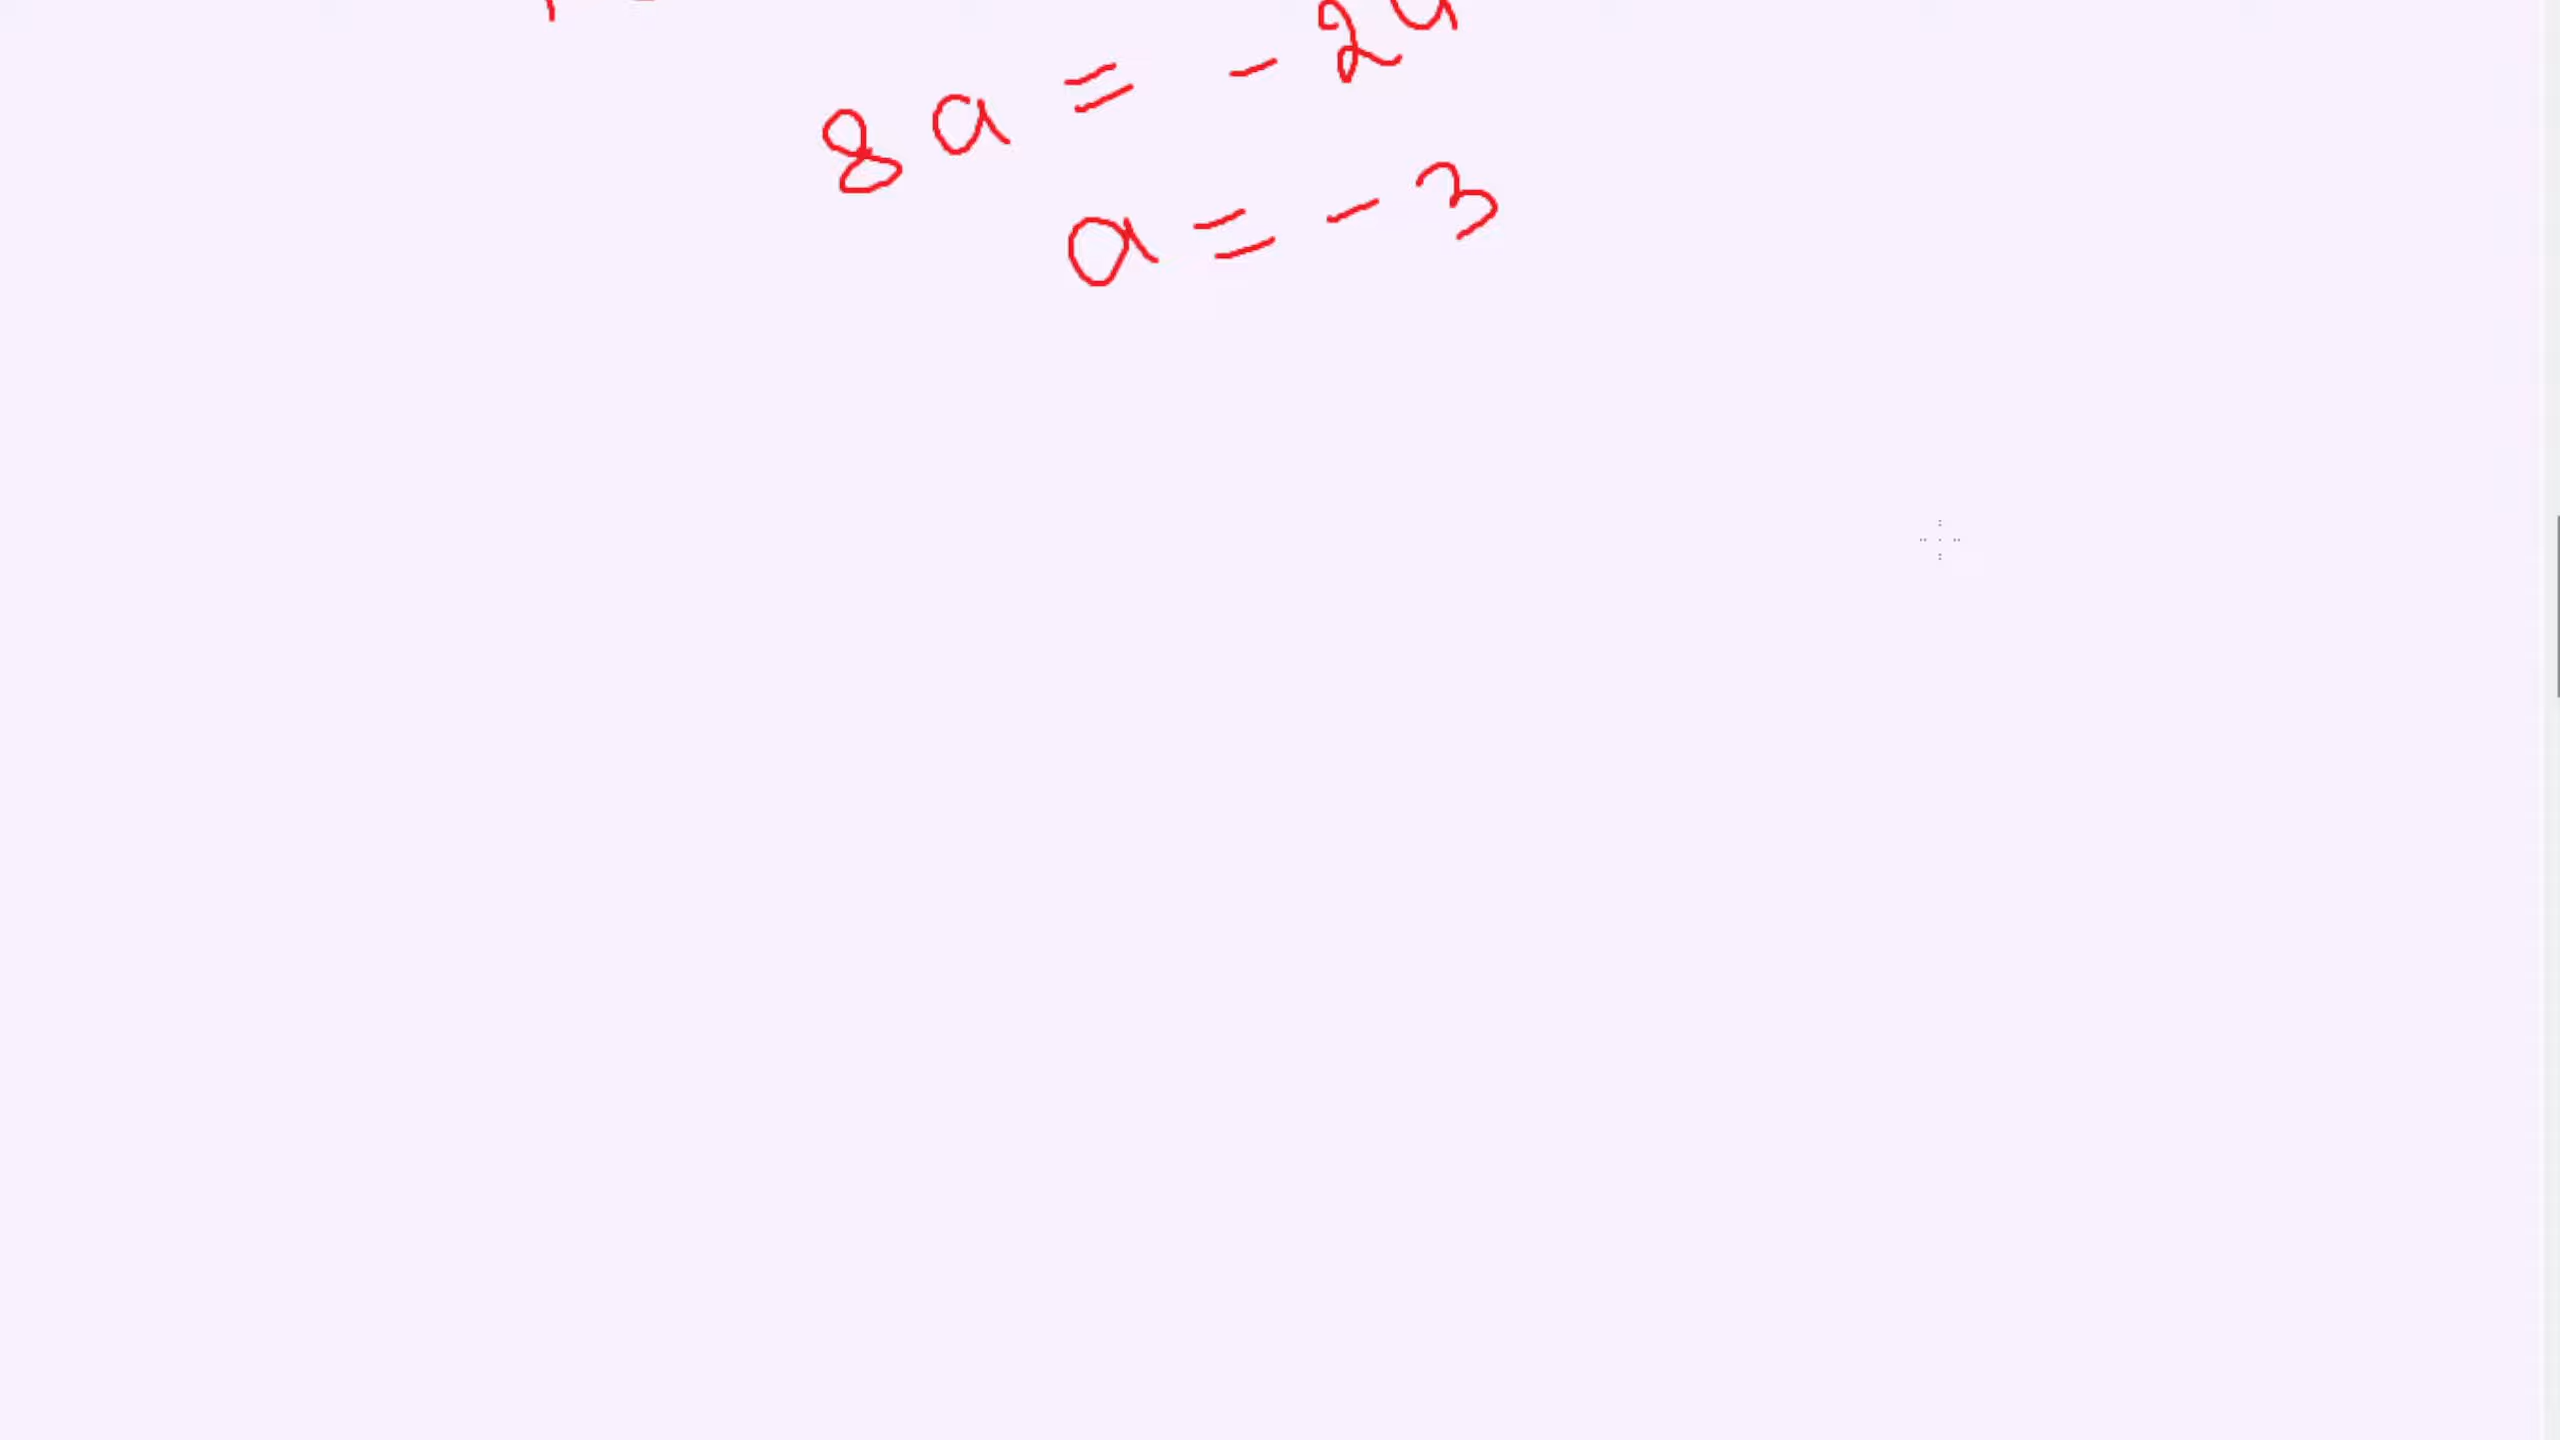 8a = -24
a = -3